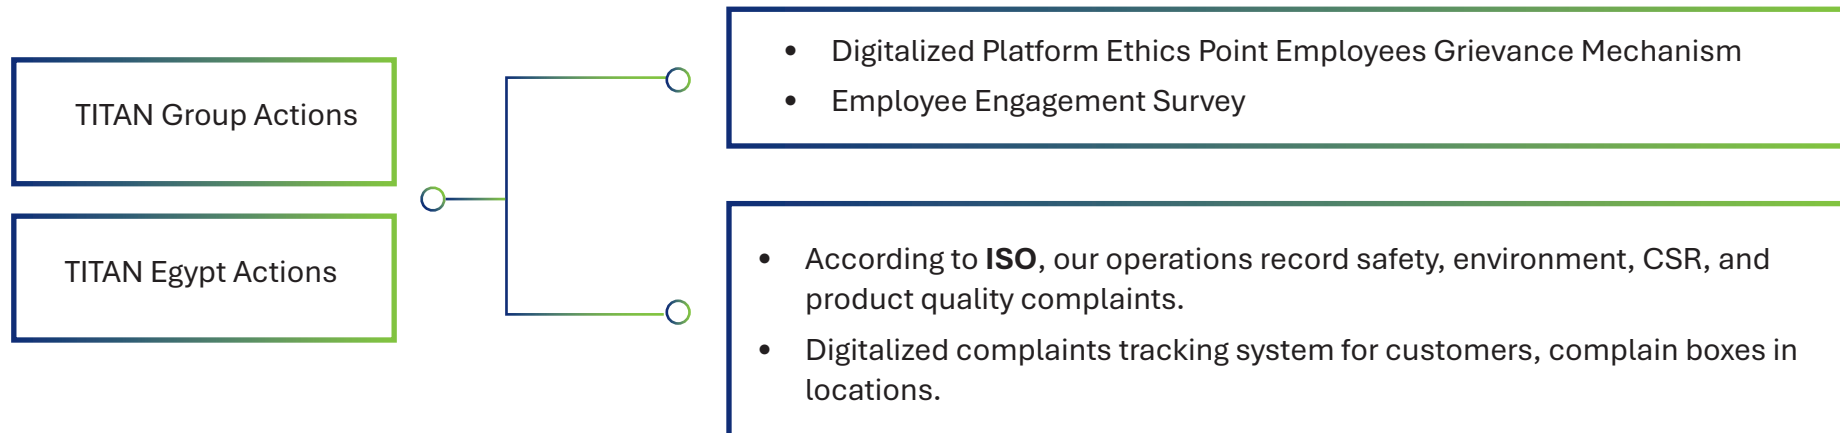 TITAN Group Actions
TITAN Egypt Actions
• Digitalized Platform Ethics Point Employees Grievance Mechanism
• Employee Engagement Survey
• According to ISO, our operations record safety, environment, CSR, and
product quality complaints.
• Digitalized complaints tracking system for customers, complain boxes in
locations.